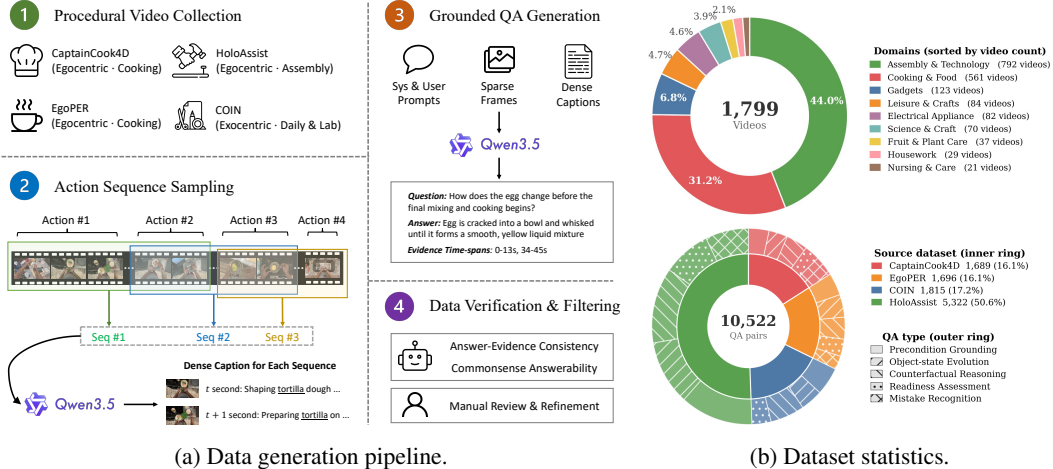 1 Procedural Video Collection
CaptainCook4D
(Egocentric · Cooking)
HoloAssist
(Egocentric · Assembly)
EgoPER
(Egocentric · Cooking)
COIN
(Exocentric · Daily & Lab)
2 Action Sequence Sampling
Action #1 Action #2 Action #3 Action #4
Seq #1 Seq #2 Seq #3
Dense Caption for Each Sequence
Qwen3.5
t second: Shaping tortilla dough ...
t + 1 second: Preparing tortilla on ...
3 Grounded QA Generation
Sys & User
Prompts
Sparse
Frames
Dense
Captions
Qwen3.5
Question: How does the egg change before the
final mixing and cooking begins?
Answer: Egg is cracked into a bowl and whisked
until it forms a smooth, yellow liquid mixture
Evidence Time-spans: 0-13s, 34-45s
4 Data Verification & Filtering
Answer-Evidence Consistency
Commonsense Answerability
Manual Review & Refinement
(a) Data generation pipeline.
2.1%
3.9%
4.6%
4.7%
6.8%
44.0%
31.2%
1,799
Videos
Domains (sorted by video count)
Assembly & Technology (792 videos)
Cooking & Food (561 videos)
Gadgets (123 videos)
Leisure & Crafts (84 videos)
Electrical Appliance (82 videos)
Science & Craft (70 videos)
Fruit & Plant Care (37 videos)
Housework (29 videos)
Nursing & Care (21 videos)
10,522
QA pairs
Source dataset (inner ring)
CaptainCook4D 1,689 (16.1%)
EgoPER 1,696 (16.1%)
COIN 1,815 (17.2%)
HoloAssist 5,322 (50.6%)
QA type (outer ring)
Precondition Grounding
Object-state Evolution
Counterfactual Reasoning
Readiness Assessment
Mistake Recognition
(b) Dataset statistics.